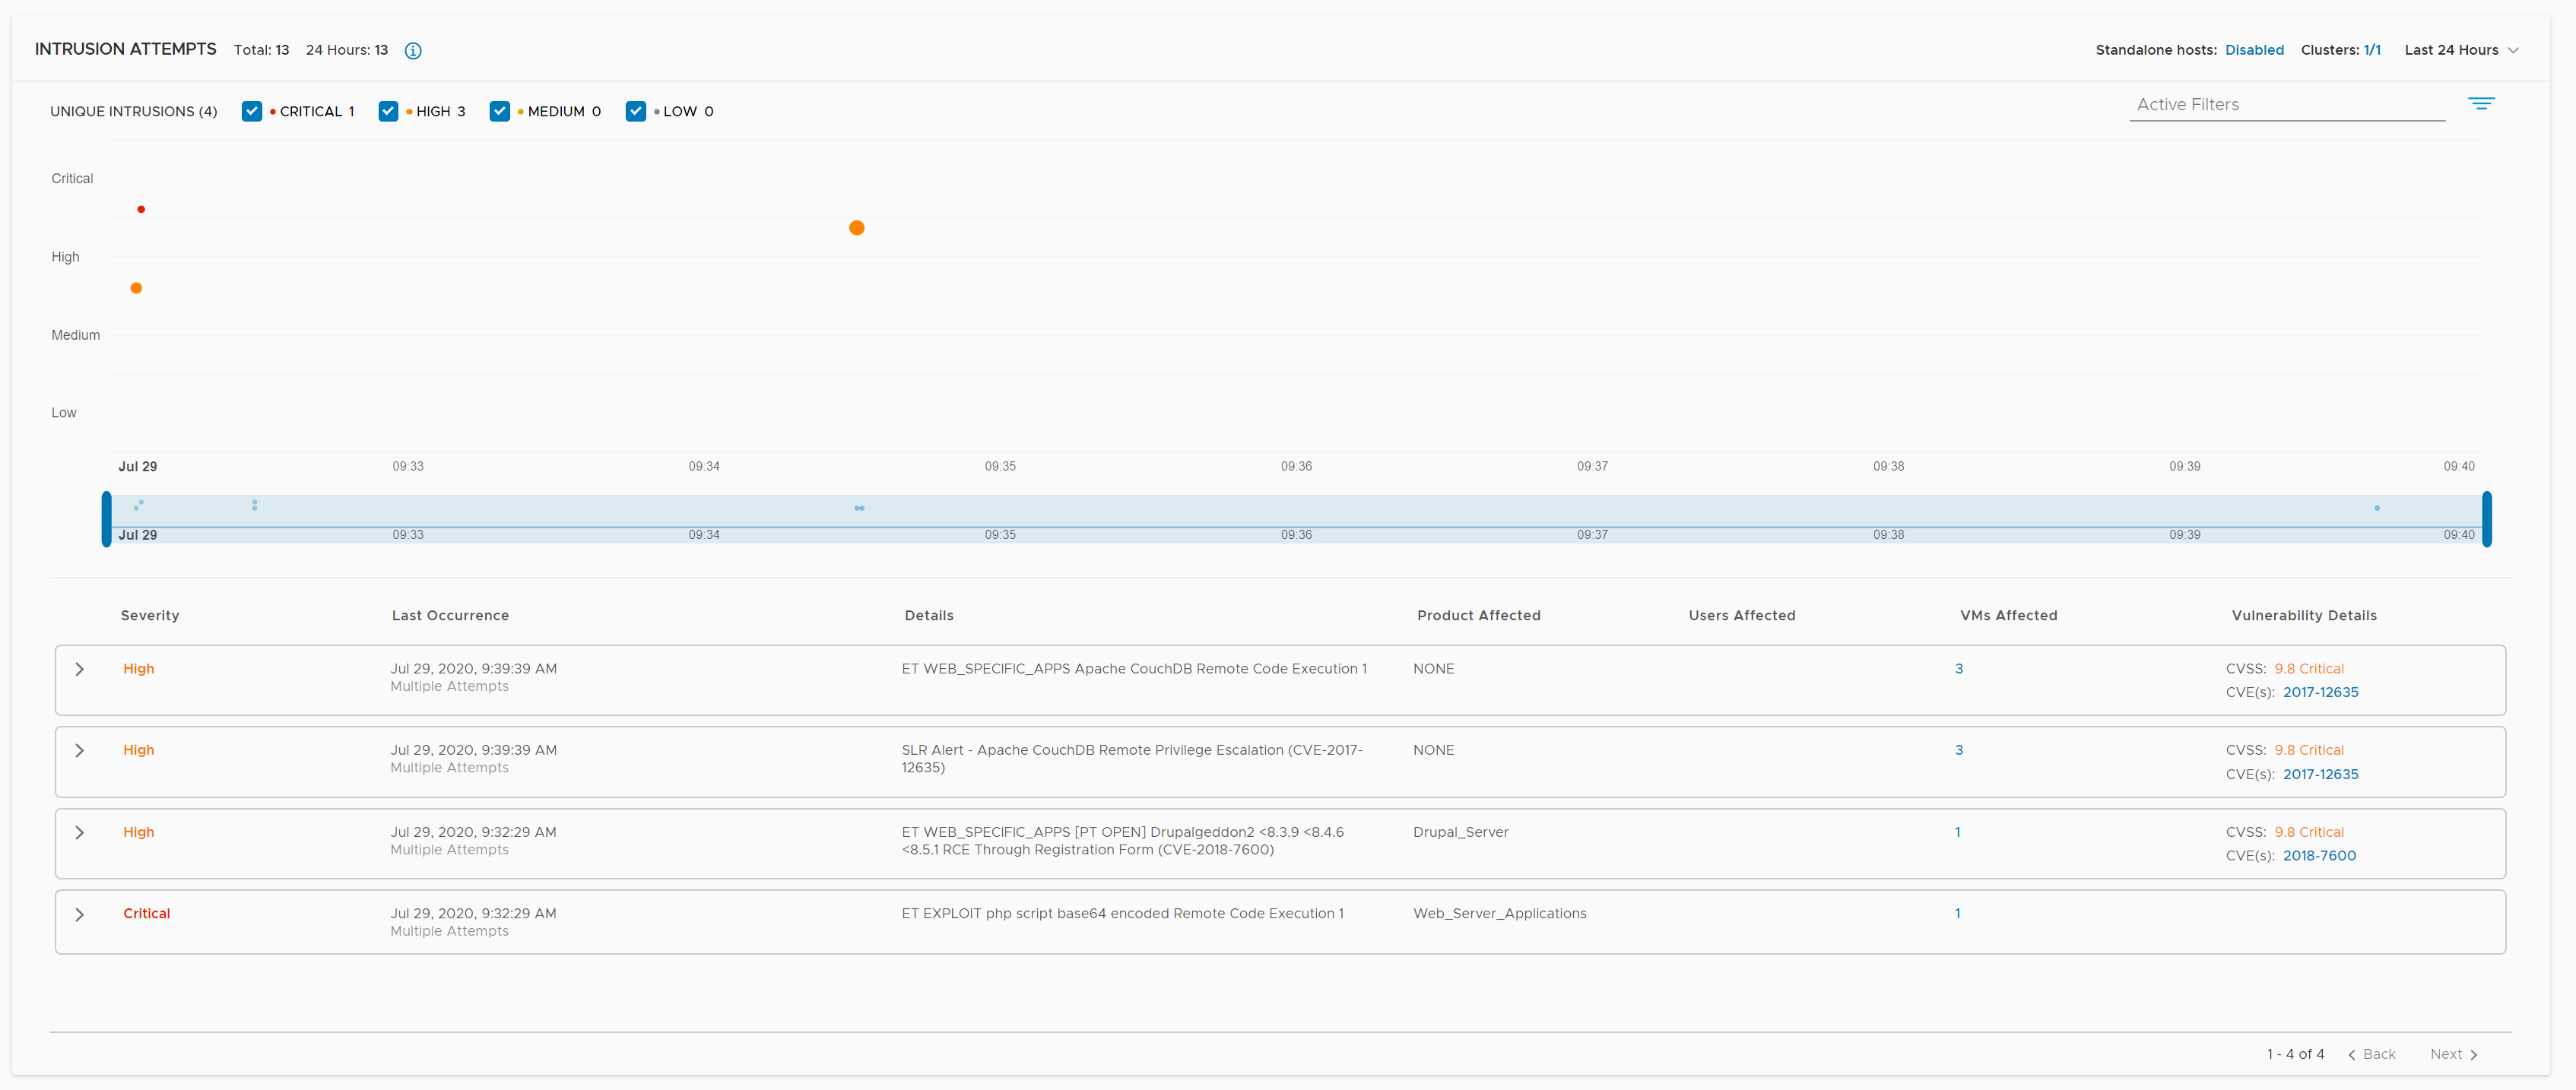 INTRUSION ATTEMPTS Total: 13 24 Hours: 13 Standalone hosts: Disabled Clusters: 1/1 Last 24 Hours
UNIQUE INTRUSIONS (4) CRITICAL 1 HIGH 3 MEDIUM 0 LOW 0 Active Filters
Critical
High
Medium
Low
Jul 29 09:33 09:34 09:35 09:36 09:37 09:38 09:39 09:40
Jul 29 09:33 09:34 09:35 09:36 09:37 09:38 09:39 09:40
Severity Last Occurrence Details Product Affected Users Affected VMs Affected Vulnerability Details
High Jul 29, 2020, 9:39:39 AM ET WEB_SPECIFIC_APPS Apache CouchDB Remote Code Execution 1 NONE 3 CVSS: 9.8 Critical
Multiple Attempts CVE(s): 2017-12635
High Jul 29, 2020, 9:39:39 AM SLR Alert - Apache CouchDB Remote Privilege Escalation (CVE-2017- NONE 3 CVSS: 9.8 Critical
Multiple Attempts 12635) CVE(s): 2017-12635
High Jul 29, 2020, 9:32:29 AM ET WEB_SPECIFIC_APPS [PT OPEN] Drupalgeddon2 <8.3.9 <8.4.6 Drupal_Server 1 CVSS: 9.8 Critical
Multiple Attempts <8.5.1 RCE Through Registration Form (CVE-2018-7600) CVE(s): 2018-7600
Critical Jul 29, 2020, 9:32:29 AM ET EXPLOIT php script base64 encoded Remote Code Execution 1 Web_Server_Applications 1
Multiple Attempts
1 - 4 of 4 Back Next